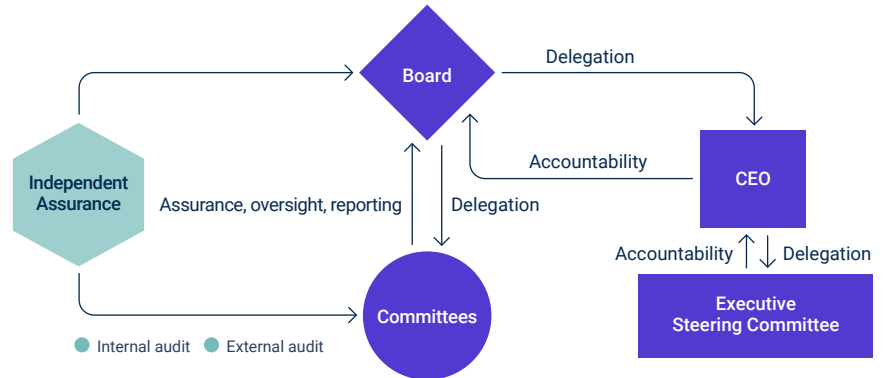 Board
Delegation
Independent
Assurance
Accountability
CEO
Assurance, oversight, reporting
Delegation
Accountability
Delegation
Committees
Executive
Steering Committee
Internal audit
External audit